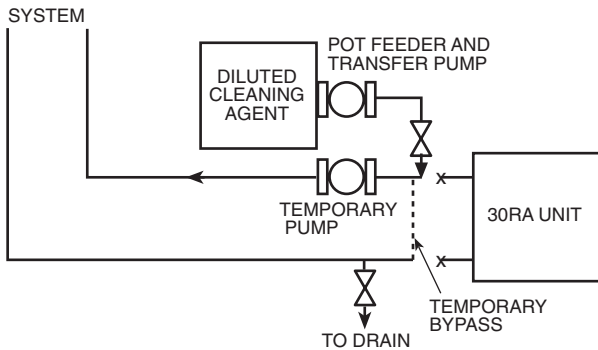 SYSTEM
POT FEEDER AND
TRANSFER PUMP
DILUTED
CLEANING
AGENT
TEMPORARY
PUMP
x
x
30RA UNIT
TEMPORARY
BYPASS
TO DRAIN